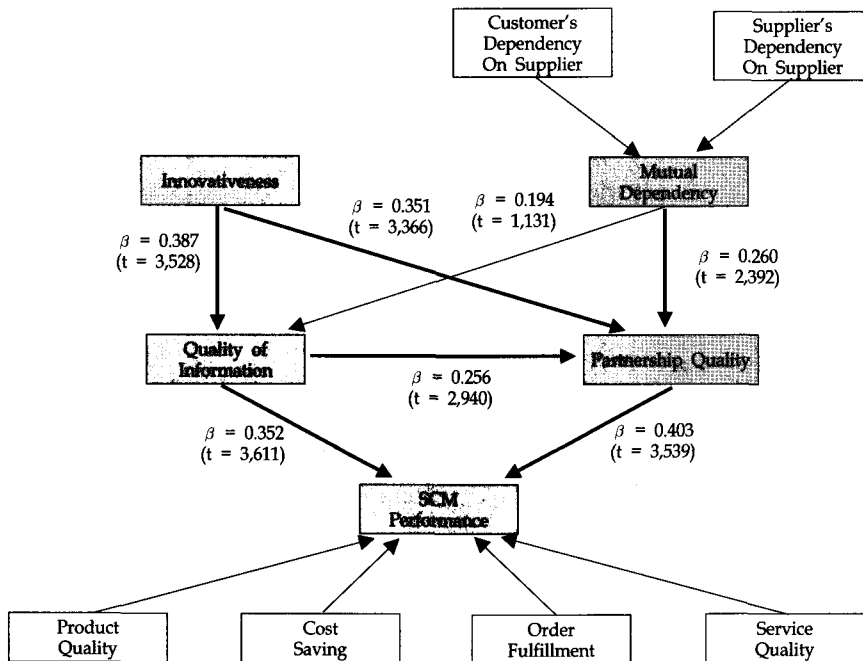 Customer's
Dependency
On Supplier
Supplier's
Dependency
On Supplier
Innovativeness
Mutual
Dependency
β = 0.351
(t = 3,366)
β = 0.194
(t = 1,131)
β = 0.387
(t = 3,528)
β = 0.260
(t = 2,392)
Quality of
Information
Partnership Quality
β = 0.256
(t = 2,940)
β = 0.352
(t = 3,611)
β = 0.403
(t = 3,539)
SCM
Performance
Product
Quality
Cost
Saving
Order
Fulfillment
Service
Quality